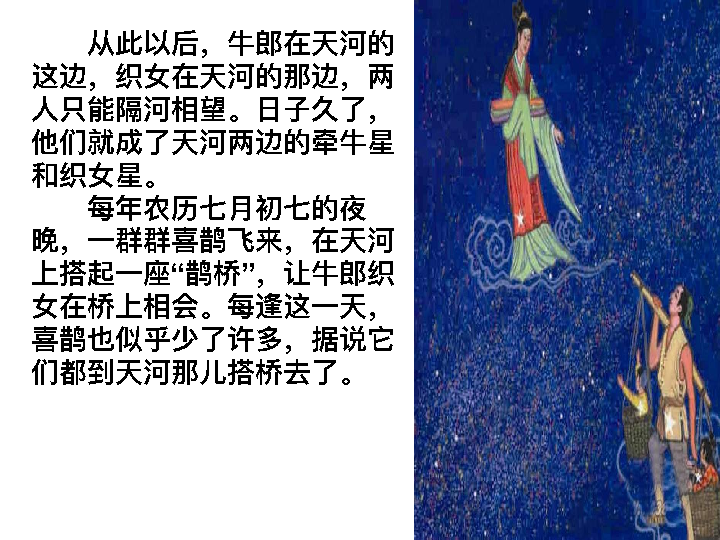 从此以后，牛郎在天河的
这边，织女在天河的那边，两
人只能隔河相望。日子久了，
他们就成了天河两边的牵牛星
和织女星。
每年农历七月初七的夜
晚，一群群喜鹊飞来，在天河
上搭起一座“鹊桥”，让牛郎织
女在桥上相会。每逢这一天，
喜鹊也似乎少了许多，据说它
们都到天河那儿搭桥去了。